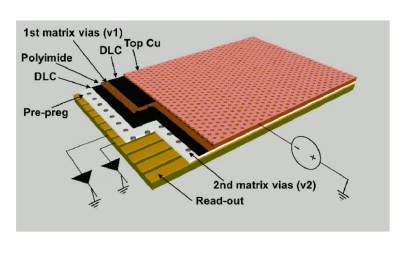 1st matrix vias (v1)
DLC Top Cu
Polyimide
DLC
Pre-preg
2nd matrix vias (v2)
Read-out
- +